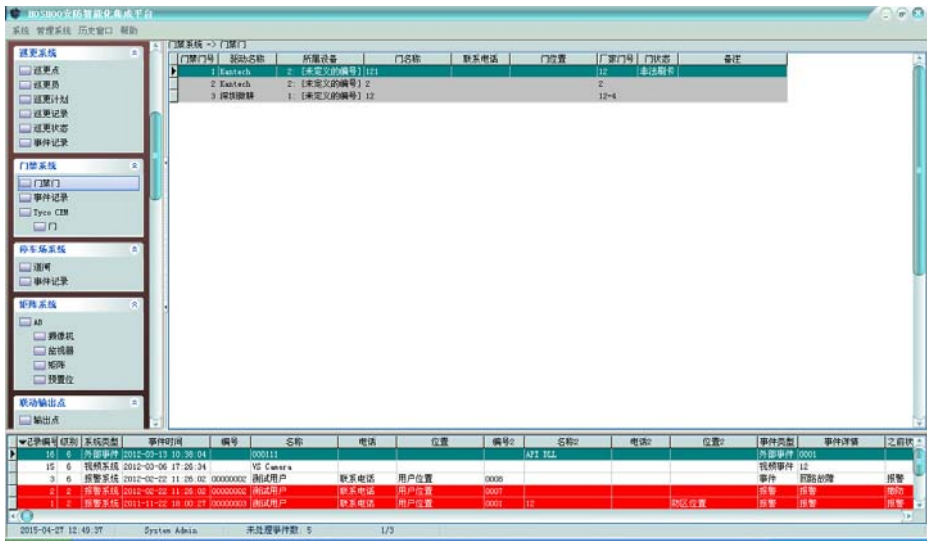 HOSHOO安防智能化集成平台
系统 管理系统 历史窗口 帮助
巡更系统
巡更点
巡更员
巡更计划
巡更记录
巡更状态
事件记录
门禁系统
门禁门
事件记录
Tyco CEM
门
停车场系统
道闸
事件记录
矩阵系统
AB
摄像机
监视器
矩阵
预置位
联动输出点
输出点
门禁系统 -> 门禁门
门禁门号 驱动名称 所属设备 门名称 联系电话 门位置 厂家门号 门状态 备注
1 Kantech 2: [未定义的编号] 121 12 非法刷卡
2 Kantech 2: [未定义的编号] 2 2
3 深圳微耕 1: [未定义的编号] 12 12-4
记录编号 级别 系统类型 事件时间 编号 名称 电话 位置 编号2 名称2 电话2 位置2 事件类型 事件详情 之前状
16 6 外部事件 2012-03-13 10:38:04 000111 API DLL 外部事件 0001
15 6 视频系统 2012-03-06 17:26:34 VS Camera 视频事件 12
3 6 报警系统 2012-02-22 11:26:02 00000002 测试用户 联系电话 用户位置 0008 事件 回路故障 报警
2 2 报警系统 2012-02-22 11:26:02 00000002 测试用户 联系电话 用户位置 0007 报警 报警 撤防
1 2 报警系统 2011-11-22 18:00:27 00000003 测试用户 联系电话 用户位置 0001 12 防区位置 报警 报警 报警
2015-04-27 12:49:37 System Admin 未处理事件数: 5 1/3